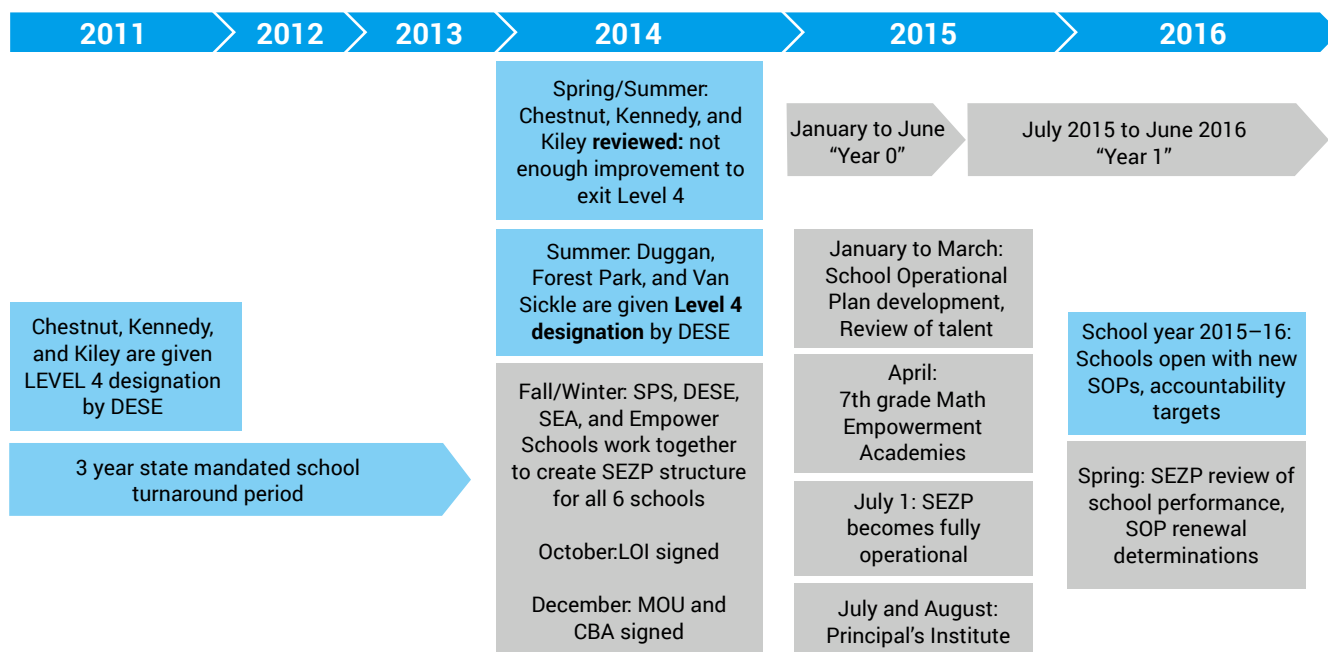 2011
2012
2013
2014
2015
2016
Chestnut, Kennedy,
and Kiley are given
LEVEL 4 designation
by DESE
3 year state mandated school
turnaround period
Spring/Summer:
Chestnut, Kennedy, and
Kiley reviewed: not
enough improvement to
exit Level 4
Summer: Duggan,
Forest Park, and Van
Sickle are given Level 4
designation by DESE
Fall/Winter: SPS, DESE,
SEA, and Empower
Schools work together
to create SEZP structure
for all 6 schools
October:LOI signed
December: MOU and
CBA signed
January to June
“Year 0”
July 2015 to June 2016
“Year 1”
January to March:
School Operational
Plan development,
Review of talent
April:
7th grade Math
Empowerment
Academies
July 1: SEZP
becomes fully
operational
July and August:
Principal’s Institute
School year 2015–16:
Schools open with new
SOPs, accountability
targets
Spring: SEZP review of
school performance,
SOP renewal
determinations